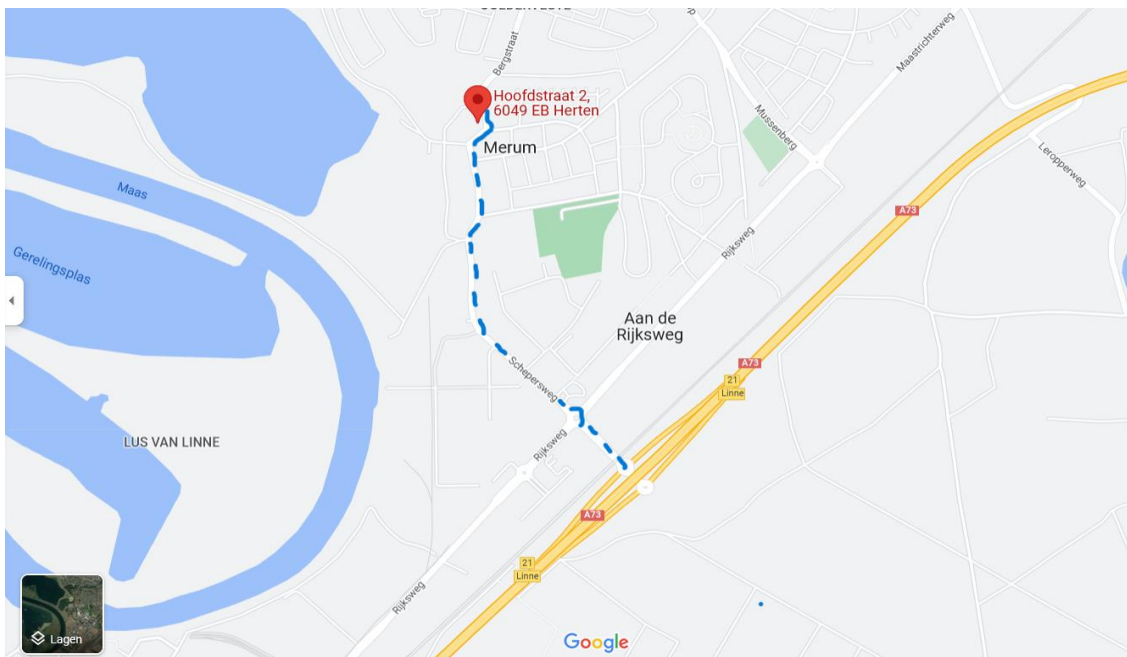 Bergstraat
Maastrichterweg
Hoofdstraat 2,
6049 EB Herten
Mussenberg
Merum
Leropperweg
Maas
A73
Gerelingsplas
Rijksweg
Aan de
Rijksweg
Schepersweg
A73
21
Linne
LUS VAN LINNE
Rijksweg
A73
21
Linne
Rijksweg
Lagen
Google